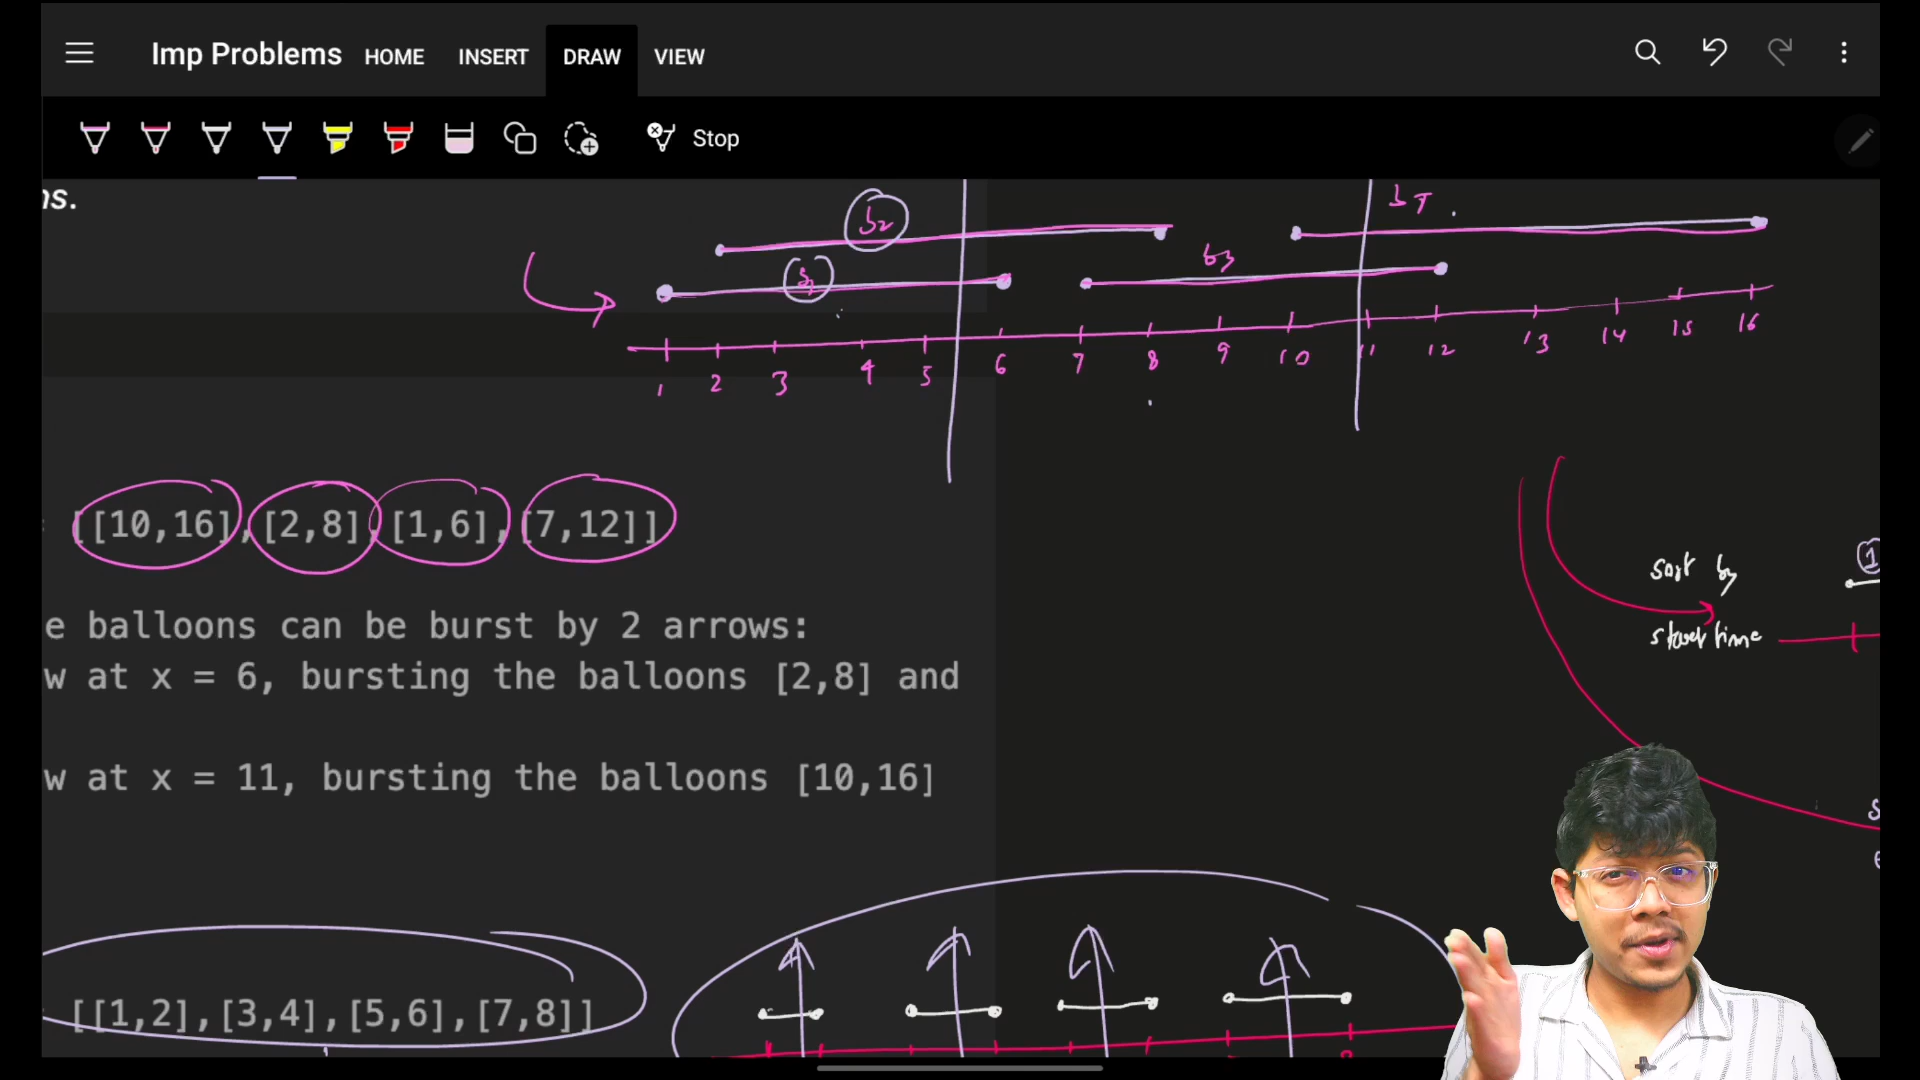 Imp Problems HOME INSERT DRAW VIEW
Stop
ns.
b2
b3
1 2 3 4 5 6 7 8 9 10 11 12 13 14 15 16
[[10,16],[2,8],[1,6],[7,12]]
sort by
start time
1
e balloons can be burst by 2 arrows:
w at x = 6, bursting the balloons [2,8] and
w at x = 11, bursting the balloons [10,16]
[[1,2],[3,4],[5,6],[7,8]]